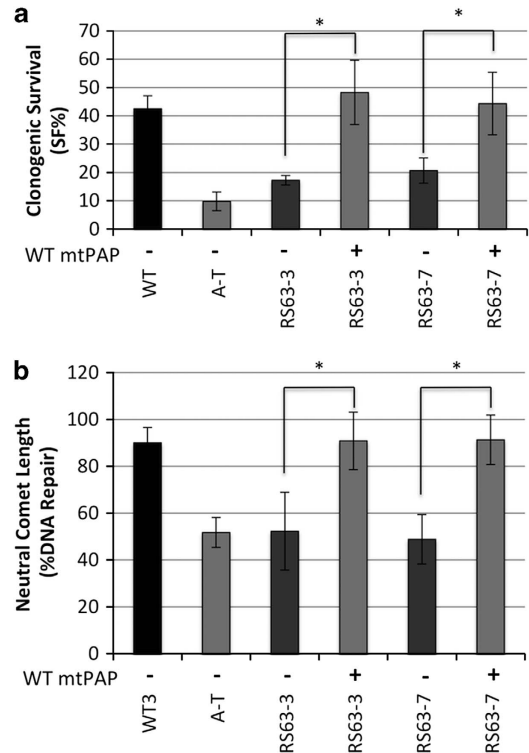 a
Clonogenic Survival
(SF%)
70
60
50
40
30
20
10
0
*
*
WT mtPAP - - - + - +
WT
A-T
RS63-3
RS63-3
RS63-7
RS63-7
b
Neutral Comet Length
(%DNA Repair)
120
100
80
60
40
20
0
*
*
WT mtPAP - - - + - +
WT3
A-T
RS63-3
RS63-3
RS63-7
RS63-7